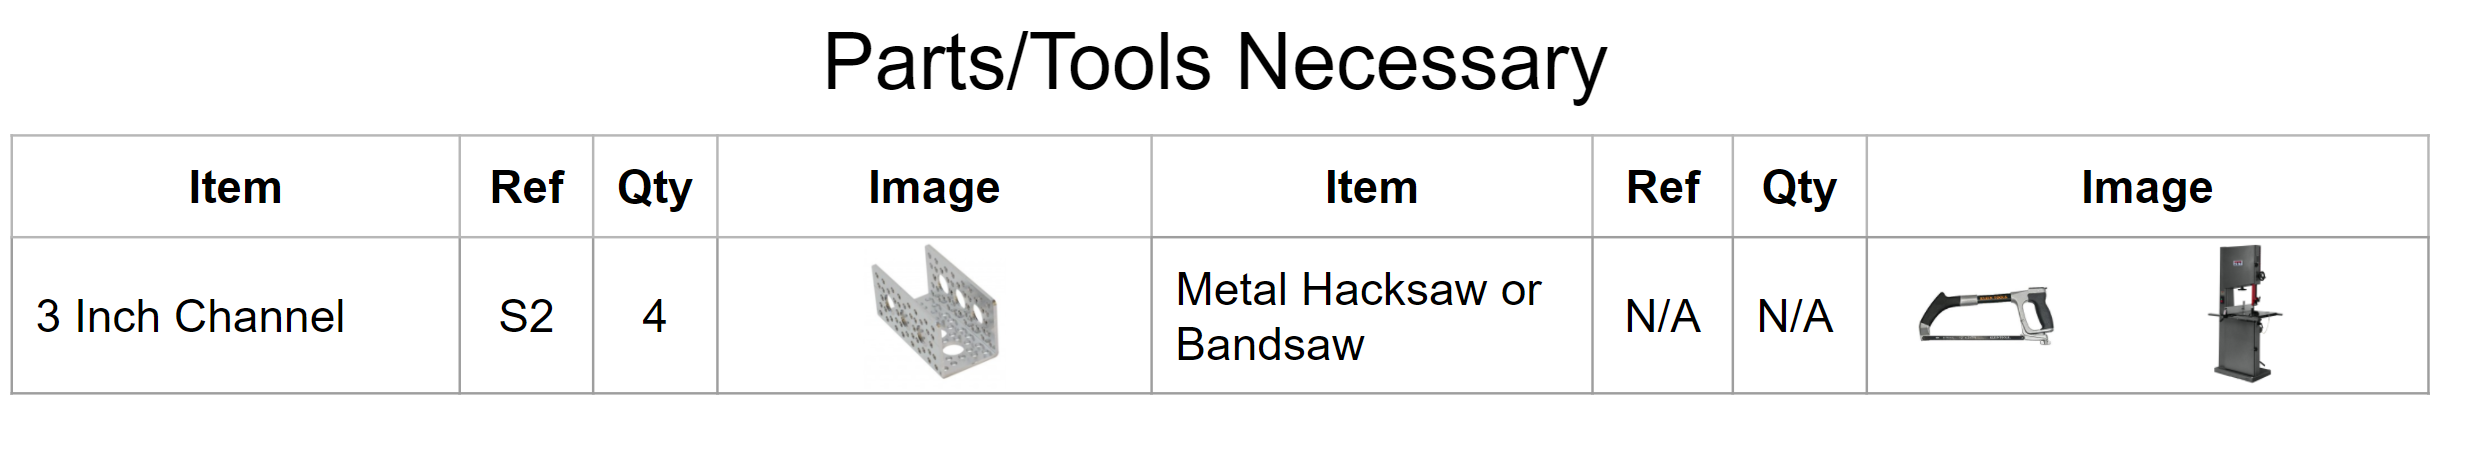 Parts/Tools Necessary
Item Ref Qty Image Item Ref Qty Image
3 Inch Channel S2 4 Metal Hacksaw or Bandsaw N/A N/A